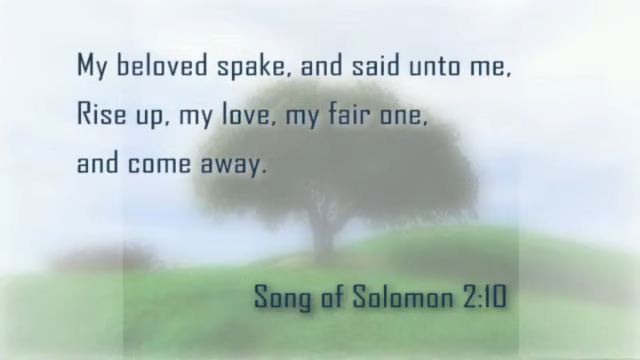 My beloved spake, and said unto me,
Rise up, my love, my fair one,
and come away.
Song of Solomon 2:10